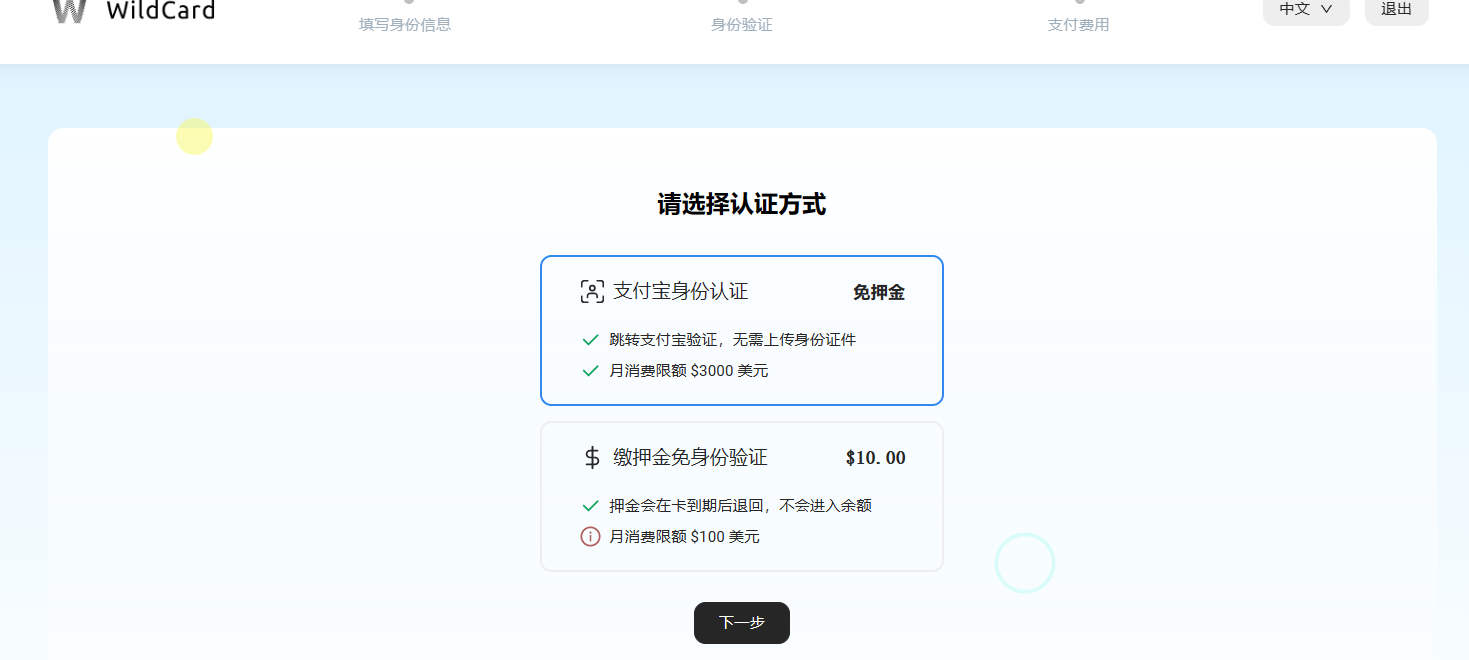 WildCard
填写身份信息
身份验证
支付费用
中文
退出
请选择认证方式
支付宝身份认证
免押金
跳转支付宝验证，无需上传身份证件
月消费限额 $3000 美元
缴押金免身份验证
$10.00
押金会在卡到期后退回，不会进入余额
月消费限额 $100 美元
下一步